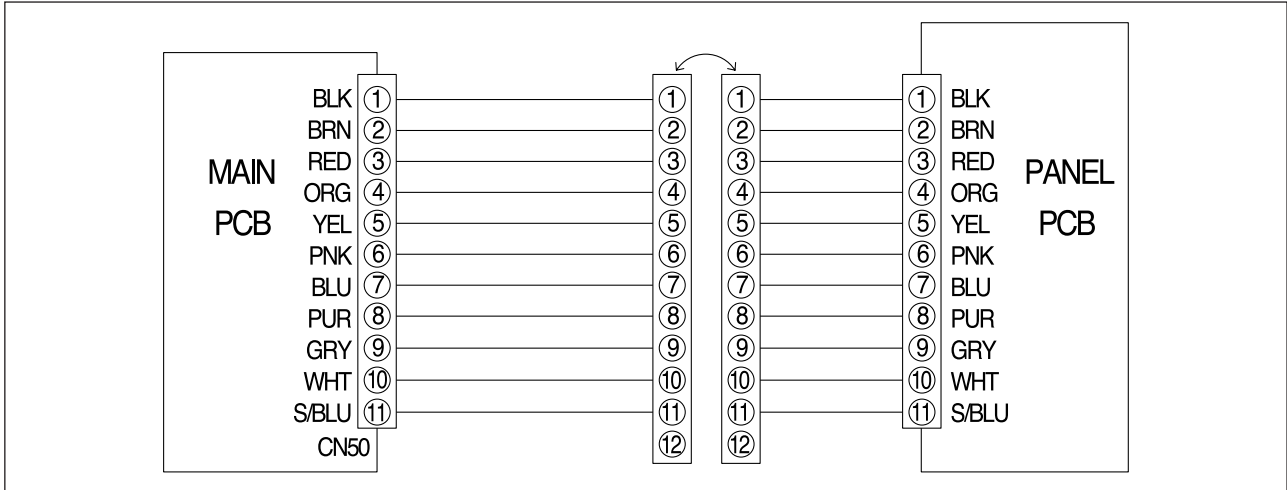 BLK ① ① ① ① BLK
BRN ② ② ② ② BRN
RED ③ ③ ③ ③ RED
MAIN PANEL
ORG ④ ④ ④ ④ ORG
PCB PCB
YEL ⑤ ⑤ ⑤ ⑤ YEL
PNK ⑥ ⑥ ⑥ ⑥ PNK
BLU ⑦ ⑦ ⑦ ⑦ BLU
PUR ⑧ ⑧ ⑧ ⑧ PUR
GRY ⑨ ⑨ ⑨ ⑨ GRY
WHT ⑩ ⑩ ⑩ ⑩ WHT
S/BLU ⑪ ⑪ ⑪ ⑪ S/BLU
CN50 ⑫ ⑫